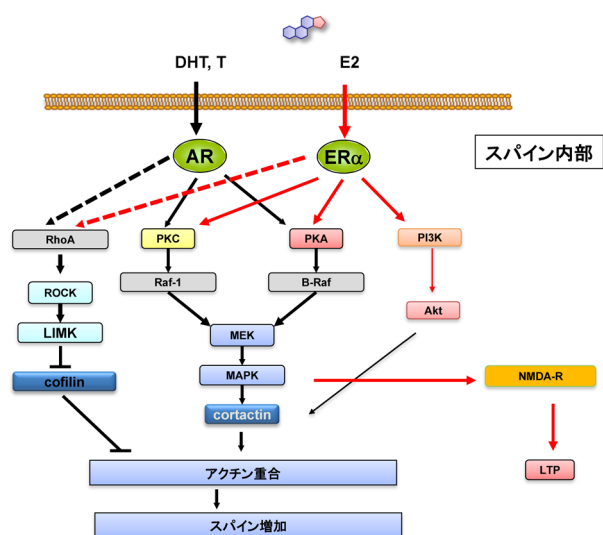 DHT, T
E2
AR
ERα
スパイン内部
RhoA
PKC
PKA
PI3K
Raf-1
B-Raf
ROCK
Akt
LIMK
MEK
cofilin
MAPK
NMDA-R
cortactin
アクチン重合
LTP
スパイン増加